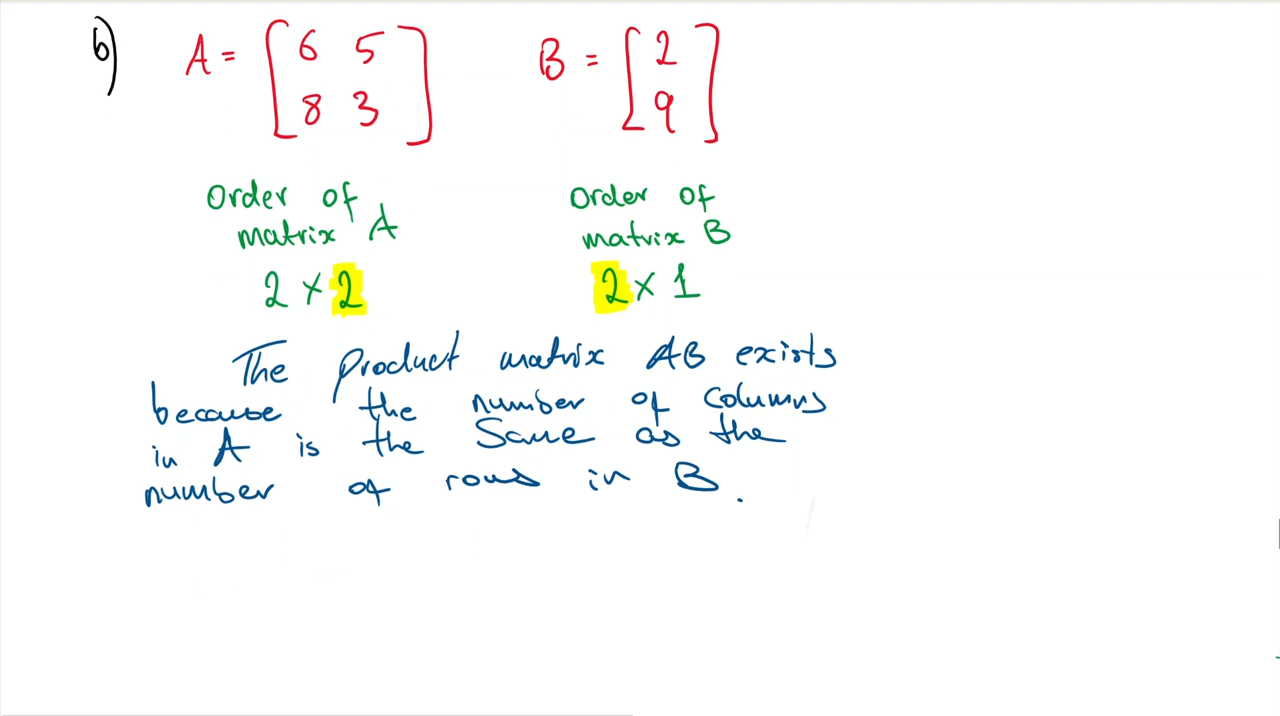 b) A = [6 5 B = [2
8 3] 9]
Order of Order of
matrix A matrix B
2 × 2 2 × 1
The product matrix AB exists
because the number of columns
in A is the same as the
number of rows in B.